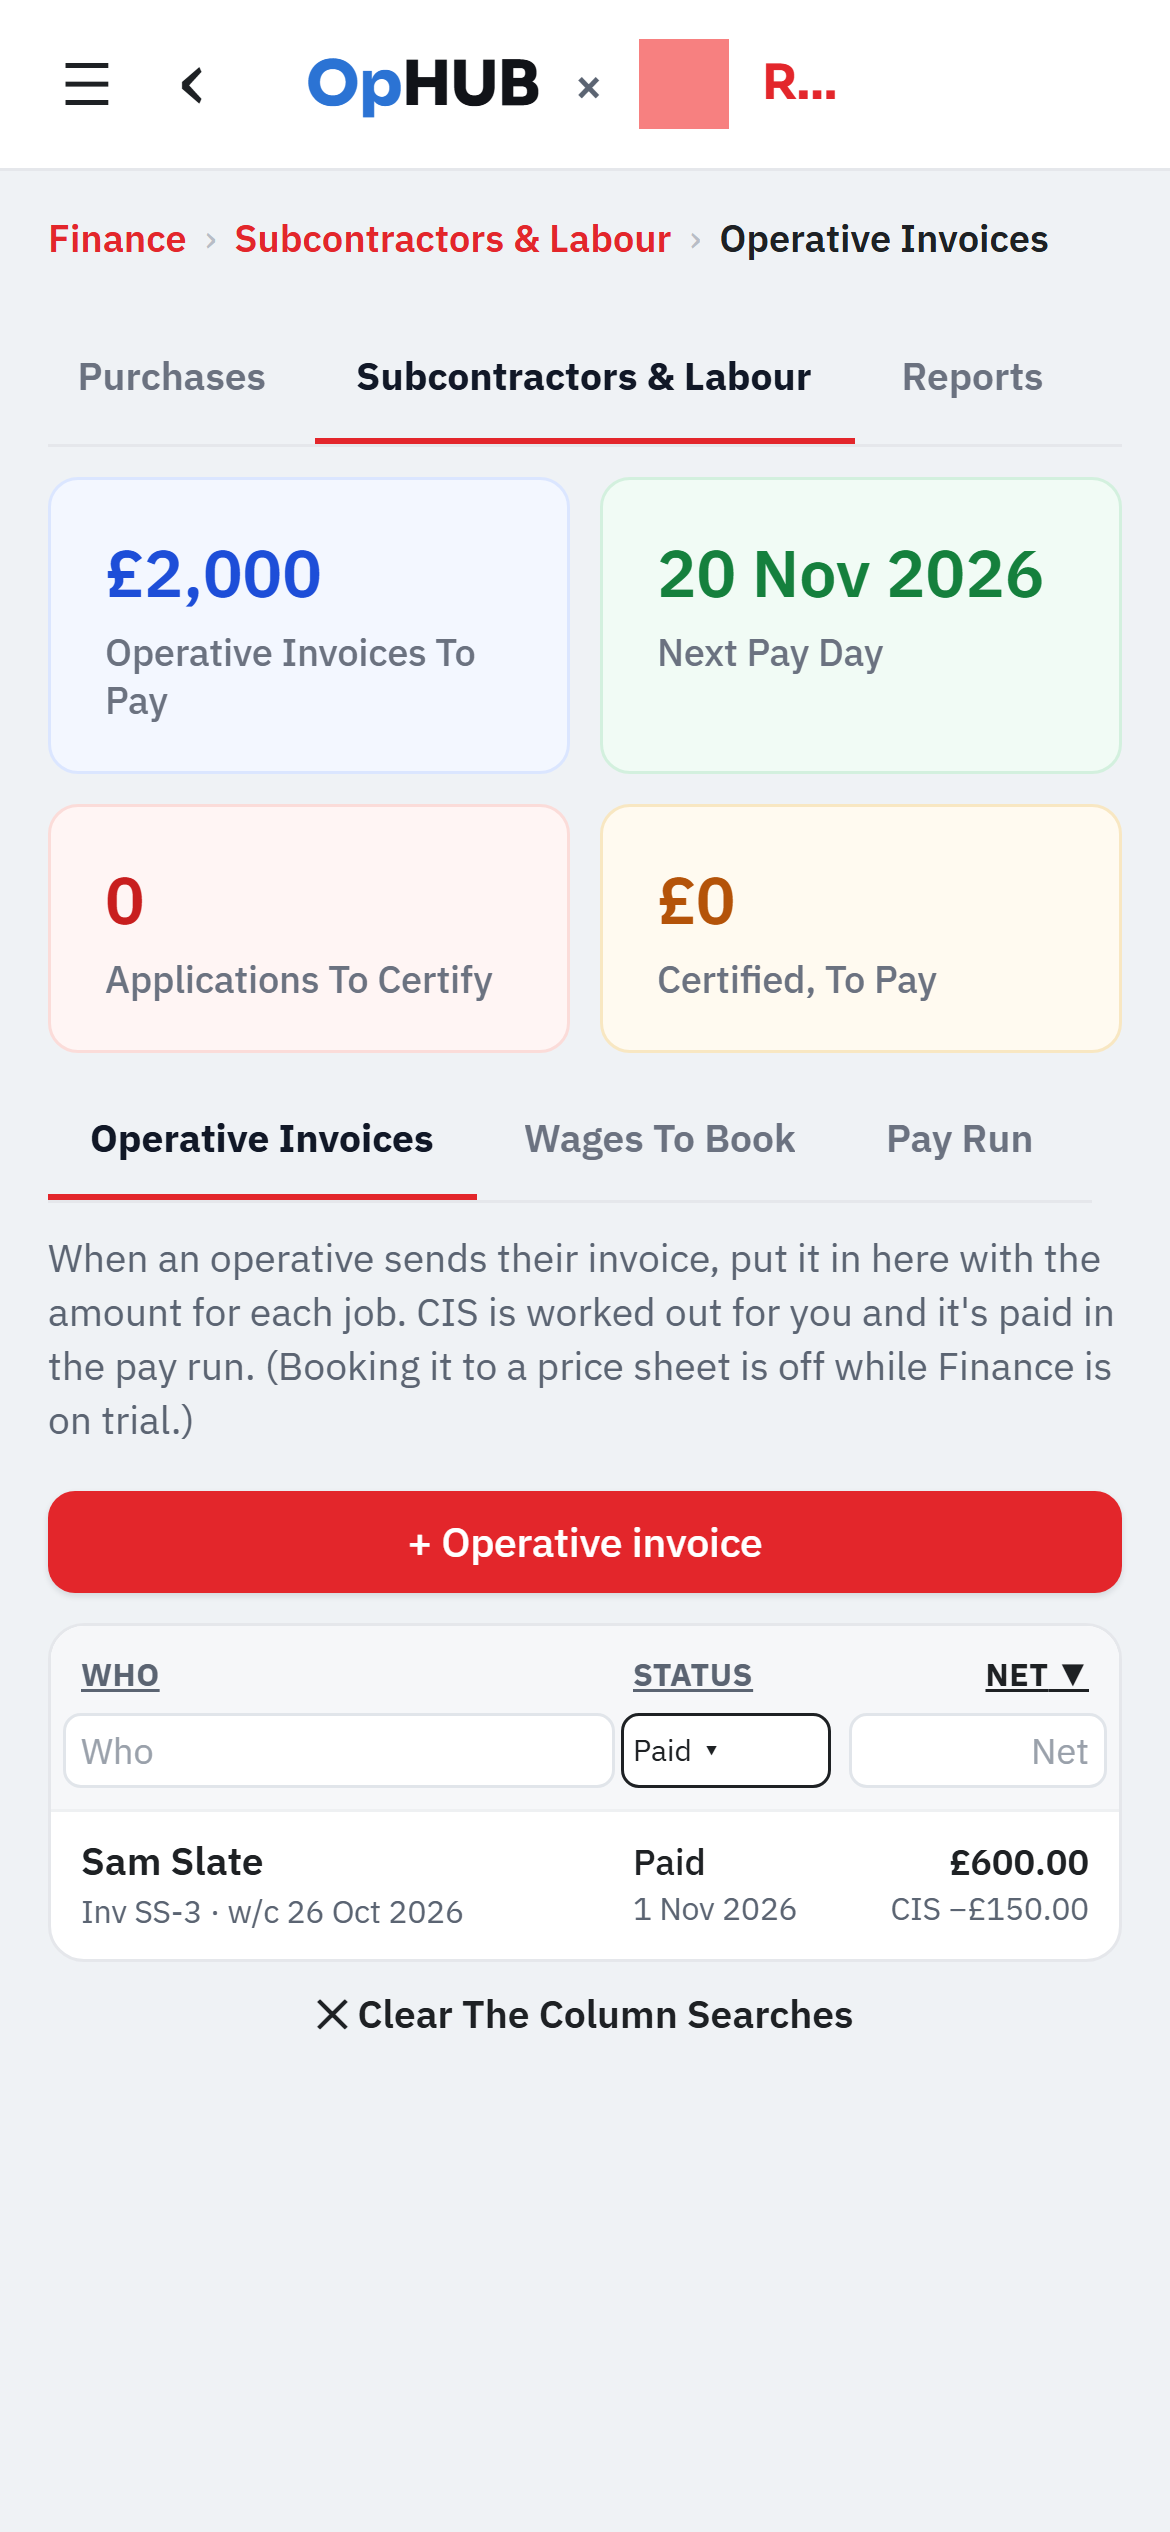 OpHUB × R...
Finance › Subcontractors & Labour › Operative Invoices
Purchases Subcontractors & Labour Reports
£2,000
Operative Invoices To
Pay
20 Nov 2026
Next Pay Day
0
Applications To Certify
£0
Certified, To Pay
Operative Invoices Wages To Book Pay Run
When an operative sends their invoice, put it in here with the
amount for each job. CIS is worked out for you and it's paid in
the pay run. (Booking it to a price sheet is off while Finance is
on trial.)
+ Operative invoice
WHO STATUS NET ▼
Who Paid ▾ Net
Sam Slate Paid £600.00
Inv SS-3 · w/c 26 Oct 2026 1 Nov 2026 CIS −£150.00
✕ Clear The Column Searches